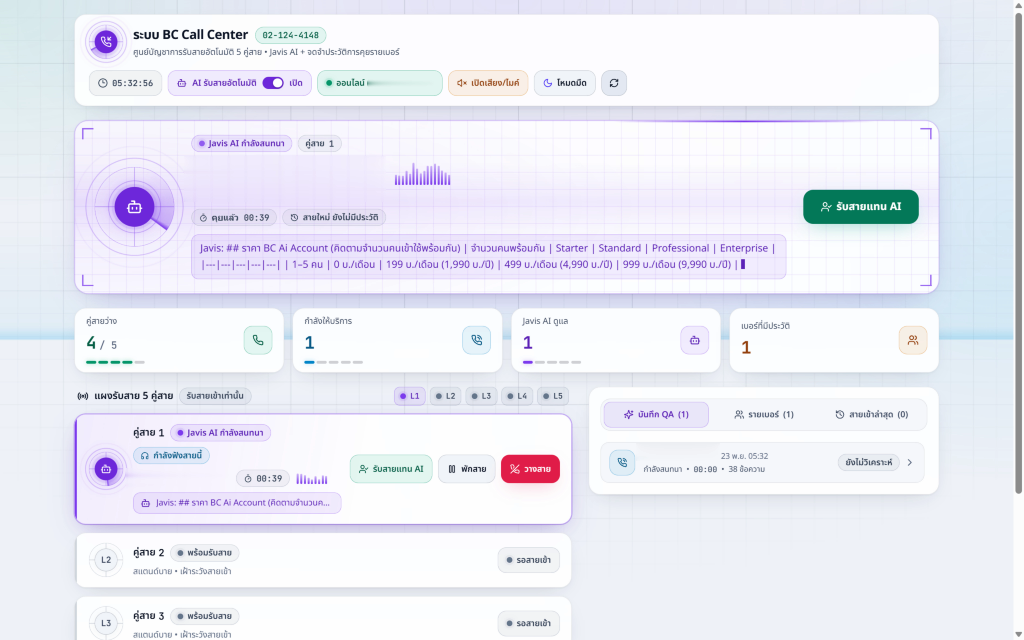 ระบบ BC Call Center 02-124-4148
ศูนย์บัญชาการรับสายอัตโนมัติ 5 คู่สาย • Javis AI + จดจำประวัติการคุยรายเบอร์
05:32:56 AI รับสายอัตโนมัติ เปิด ออนไลน์ เปิดเสียง/ไมค์ โหมดมืด
Javis AI กำลังสนทนา คู่สาย 1
คุยแล้ว 00:39 สายใหม่ ยังไม่มีประวัติ
รับสายแทน AI
Javis: ## ราคา BC Ai Account (คิดตามจำนวนคนเข้าใช้พร้อมกัน) | จำนวนคนพร้อมกัน | Starter | Standard | Professional | Enterprise |
|---|---|---|---|---| | 1–5 คน | 0 บ./เดือน | 199 บ./เดือน (1,990 บ./ปี) | 499 บ./เดือน (4,990 บ./ปี) | 999 บ./เดือน (9,990 บ./ปี) |
คู่สายว่าง
4 / 5
กำลังให้บริการ
1
Javis AI ดูแล
1
เบอร์ที่มีประวัติ
1
แผงรับสาย 5 คู่สาย รับสายเข้าเท่านั้น L1 L2 L3 L4 L5
คู่สาย 1 Javis AI กำลังสนทนา
กำลังฟังสายนี้
00:39
รับสายแทน AI พักสาย วางสาย
Javis: ## ราคา BC Ai Account (คิดตามจำนวนค...
L2 คู่สาย 2 พร้อมรับสาย
สแตนด์บาย • เฝ้าระวังสายเข้า
รอสายเข้า
L3 คู่สาย 3 พร้อมรับสาย
สแตนด์บาย • เฝ้าระวังสายเข้า
รอสายเข้า
บันทึก QA (1) รายเบอร์ (1) สายเข้าล่าสุด (0)
23 พ.ย. 05:32
กำลังสนทนา • 00:00 • 38 ข้อความ
ยังไม่วิเคราะห์